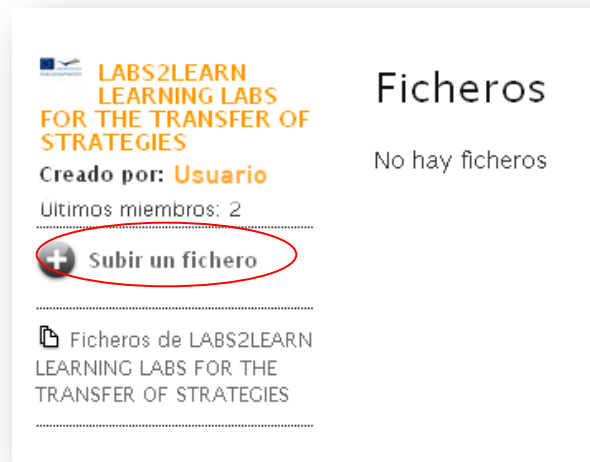 LABS2LEARN
LEARNING LABS
FOR THE TRANSFER OF
STRATEGIES
Creado por: Usuario
Ultimos miembros: 2
Subir un fichero
Ficheros de LABS2LEARN
LEARNING LABS FOR THE
TRANSFER OF STRATEGIES
Ficheros
No hay ficheros